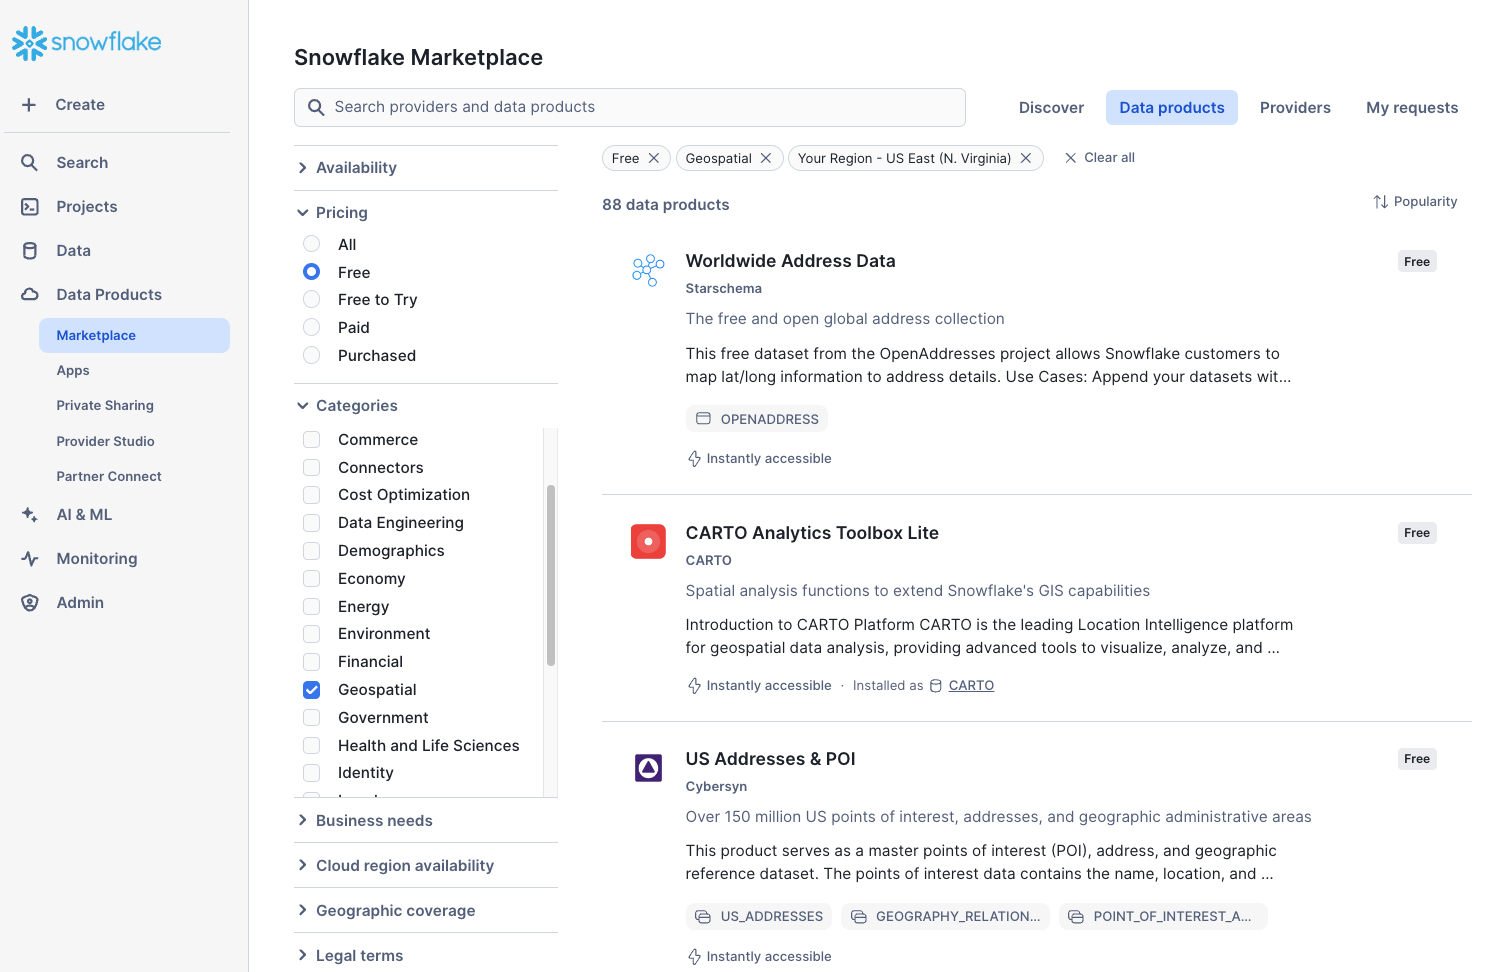 snowflake
Create
Search
Projects
Data
Data Products
Marketplace
Apps
Private Sharing
Provider Studio
Partner Connect
AI & ML
Monitoring
Admin
Snowflake Marketplace
Search providers and data products
Discover
Data products
Providers
My requests
Availability
Pricing
All
Free
Free to Try
Paid
Purchased
Categories
Commerce
Connectors
Cost Optimization
Data Engineering
Demographics
Economy
Energy
Environment
Financial
Geospatial
Government
Health and Life Sciences
Identity
Business needs
Cloud region availability
Geographic coverage
Legal terms
Free
Geospatial
Your Region - US East (N. Virginia)
Clear all
88 data products
Popularity
Worldwide Address Data
Free
Starschema
The free and open global address collection
This free dataset from the OpenAddresses project allows Snowflake customers to
map lat/long information to address details. Use Cases: Append your datasets wit...
OPENADDRESS
Instantly accessible
CARTO Analytics Toolbox Lite
Free
CARTO
Spatial analysis functions to extend Snowflake's GIS capabilities
Introduction to CARTO Platform CARTO is the leading Location Intelligence platform
for geospatial data analysis, providing advanced tools to visualize, analyze, and ...
Instantly accessible · Installed as CARTO
US Addresses & POI
Free
Cybersyn
Over 150 million US points of interest, addresses, and geographic administrative areas
This product serves as a master points of interest (POI), address, and geographic
reference dataset. The points of interest data contains the name, location, and ...
US_ADDRESSES
GEOGRAPHY_RELATION...
POINT_OF_INTEREST_A...
Instantly accessible